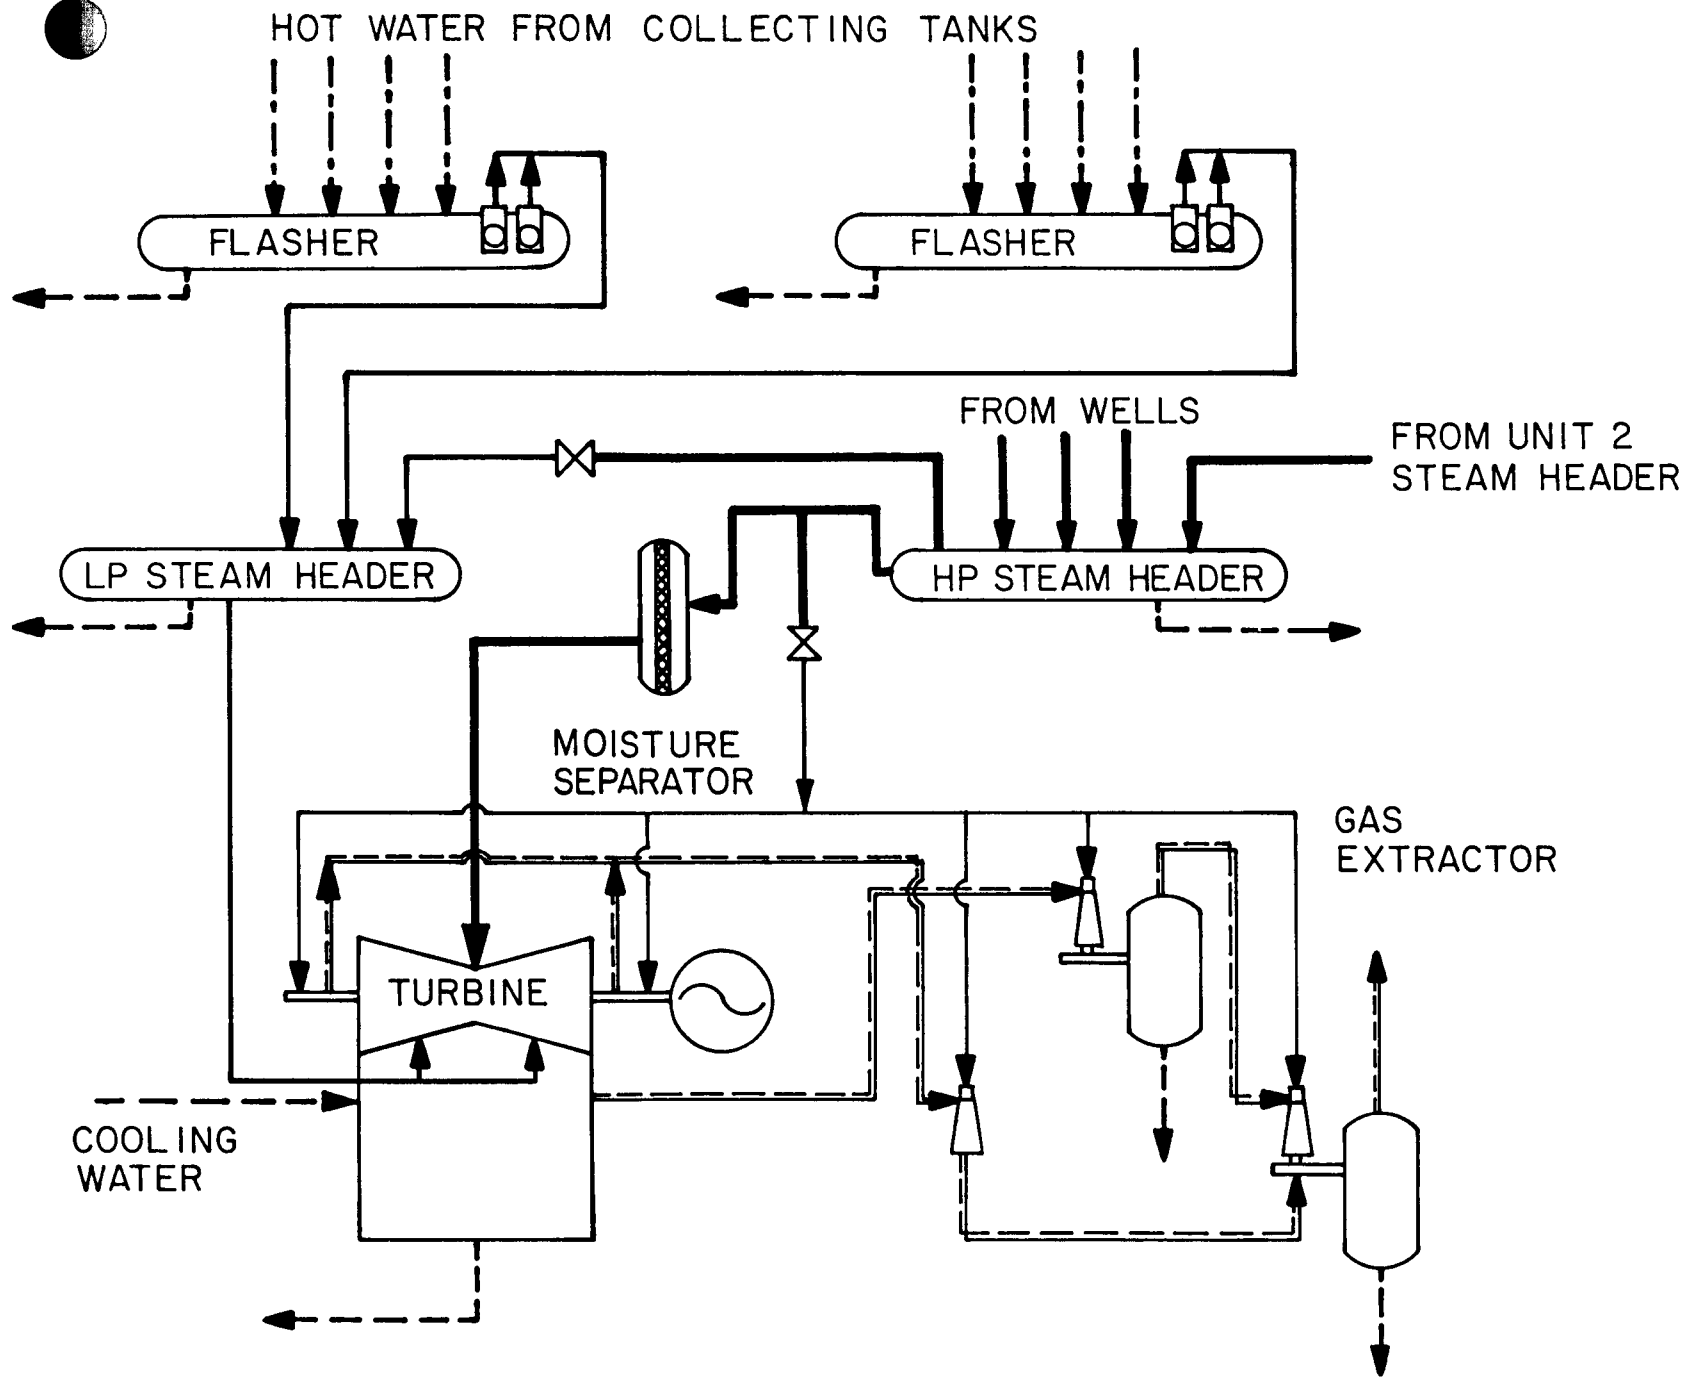 HOT WATER FROM COLLECTING TANKS
FLASHER
FLASHER
FROM WELLS
FROM UNIT 2
STEAM HEADER
LP STEAM HEADER
HP STEAM HEADER
MOISTURE
SEPARATOR
GAS
EXTRACTOR
TURBINE
COOLING
WATER